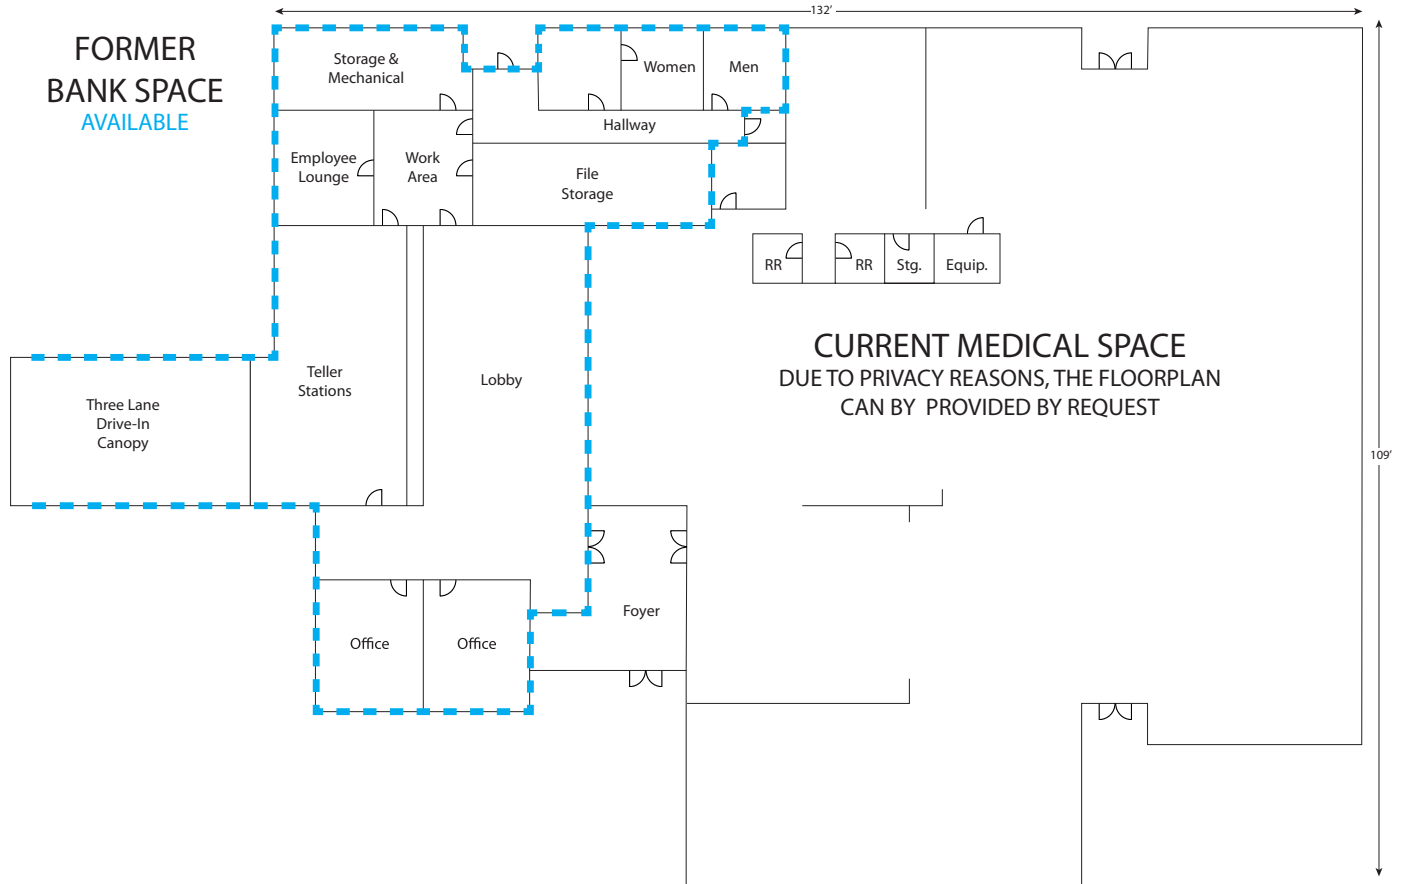 132'
FORMER
BANK SPACE
AVAILABLE
Storage &
Mechanical
Women
Men
Hallway
Employee
Lounge
Work
Area
File
Storage
RR
RR
Stg.
Equip.
CURRENT MEDICAL SPACE
DUE TO PRIVACY REASONS, THE FLOORPLAN
CAN BY PROVIDED BY REQUEST
Teller
Stations
Lobby
Three Lane
Drive-In
Canopy
109'
Foyer
Office
Office